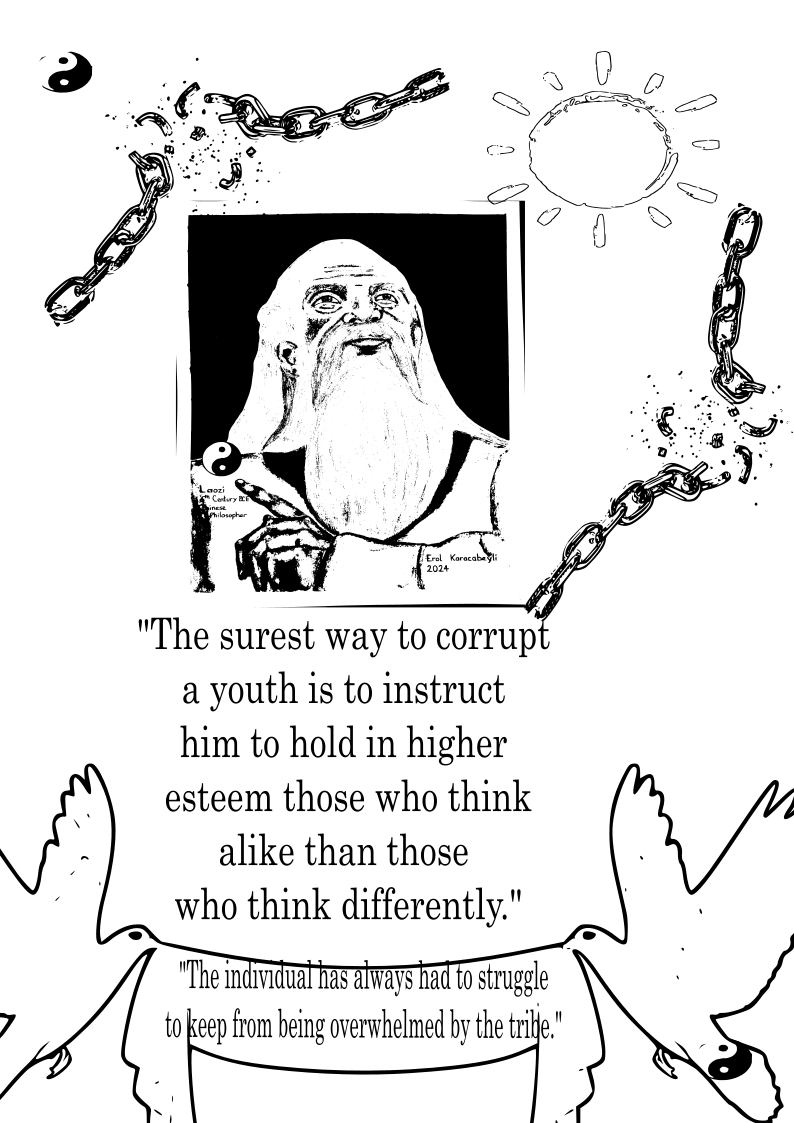 Laozi
Century BCE
Philosopher
Erol Karacabeyli
2024
"The surest way to corrupt
a youth is to instruct
him to hold in higher
esteem those who think
alike than those
who think differently."
"The individual has always had to struggle
to keep from being overwhelmed by the tribe."